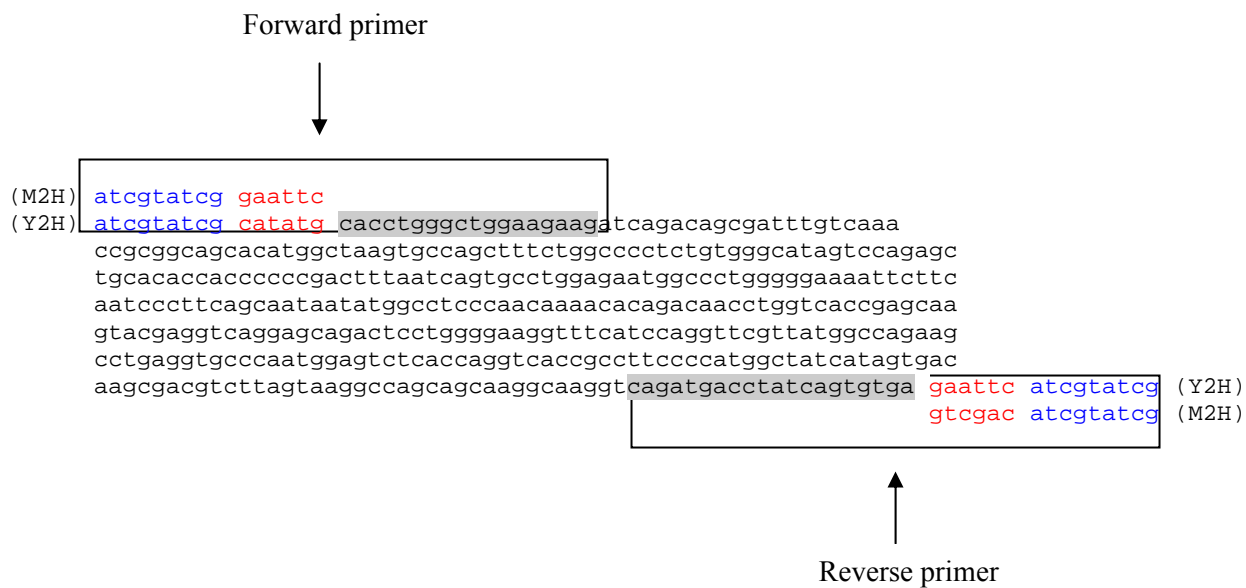 Forward primer
(M2H) atcgtatcg gaattc
(Y2H) atcgtatcg catatg cacctgggctggaagaagatcagacagcgatttgtcaaa
ccgcggcagcacatggctaagtgccagctttctggcccctctgtgggcatagtccagagc
tgcacaccacccccccgactttaatcagtgcctggagaatggccctgggggaaaattcttc
aatcccttcagcaataatatggcctcccaacaaaacacagacaacctggtcaccgagcaa
gtacgaggtcaggagcagactcctggggaaggtttcatccaggttcgttatggccagaag
cctgaggtgcccaatggagtctcaccaggtcaccgccttccccatggctatcatagtgac
aagcgacgtcttagtaaggccagcagcaaggcaaggtcagatgacctatcagtgtga gaattc atcgtatcg (Y2H)
gtcgac atcgtatcg (M2H)
Reverse primer